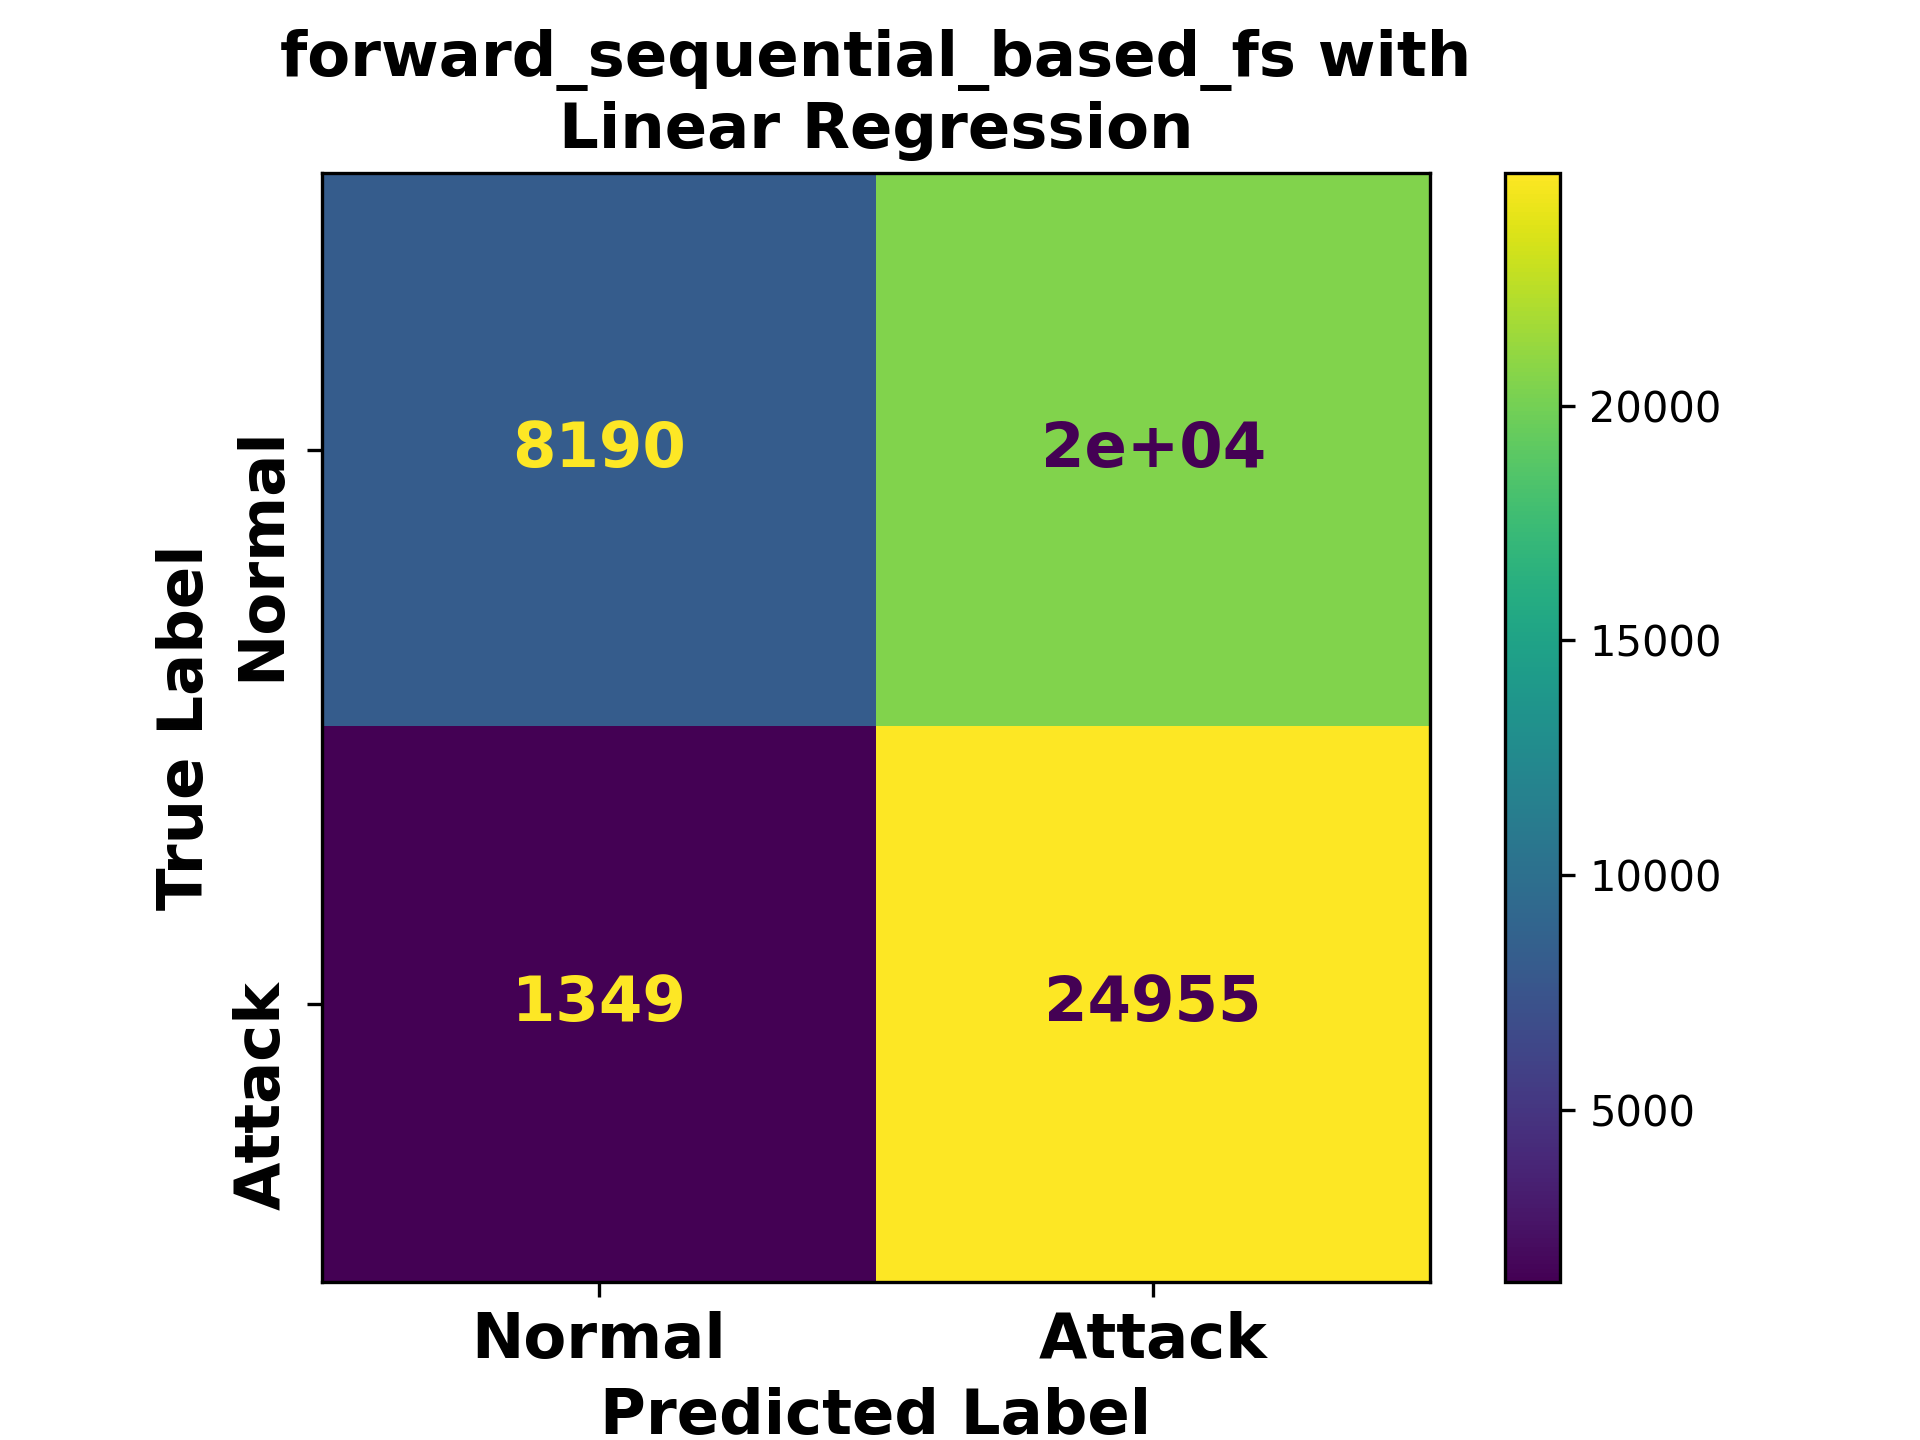 forward_sequential_based_fs with
Linear Regression
True Label
Normal
Attack
8190
2e+04
1349
24955
Normal
Attack
Predicted Label
20000
15000
10000
5000